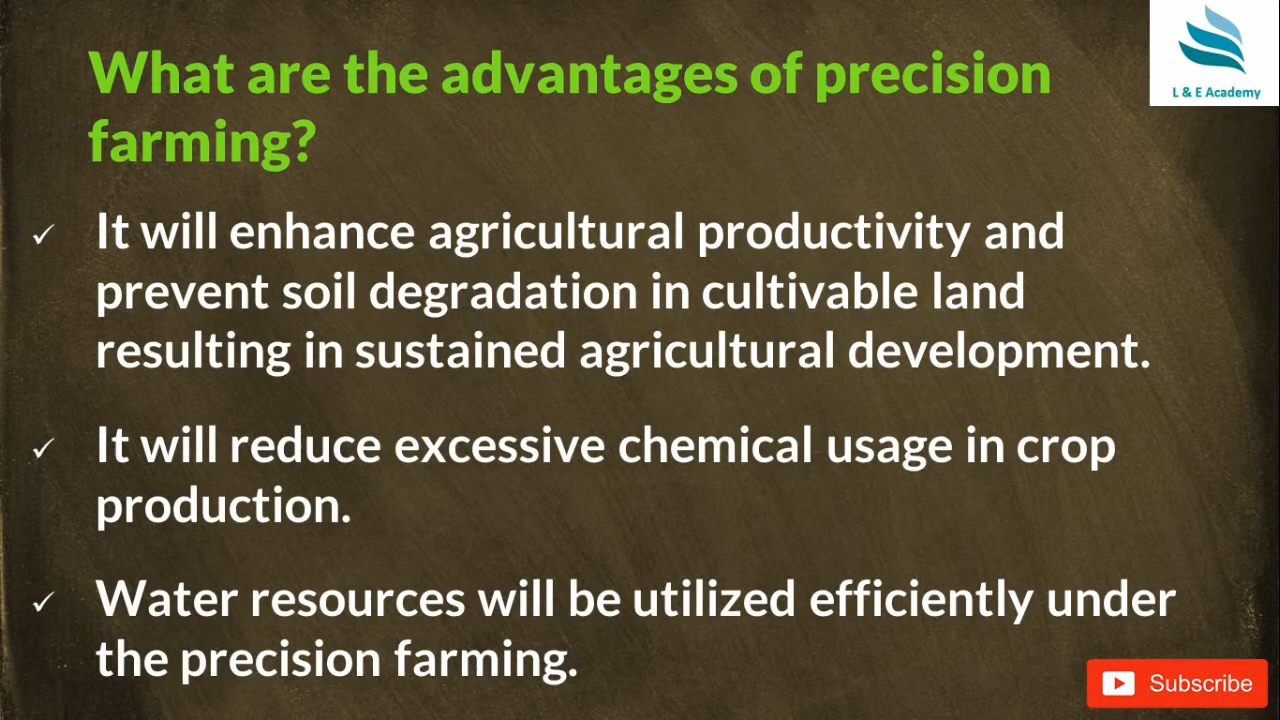 What are the advantages of precision
farming?
L & E Academy
✓ It will enhance agricultural productivity and
prevent soil degradation in cultivable land
resulting in sustained agricultural development.
✓ It will reduce excessive chemical usage in crop
production.
✓ Water resources will be utilized efficiently under
the precision farming.
Subscribe